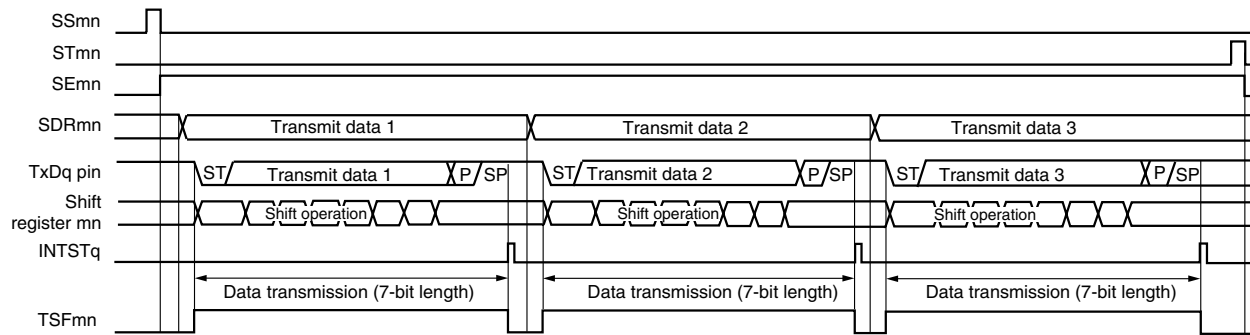 SSmn
STmn
SEmn
SDRmn Transmit data 1 Transmit data 2 Transmit data 3
TxDq pin ST Transmit data 1 P SP ST Transmit data 2 P SP ST Transmit data 3 P SP
Shift
register mn Shift operation Shift operation Shift operation
INTSTq
Data transmission (7-bit length) Data transmission (7-bit length) Data transmission (7-bit length)
TSFmn